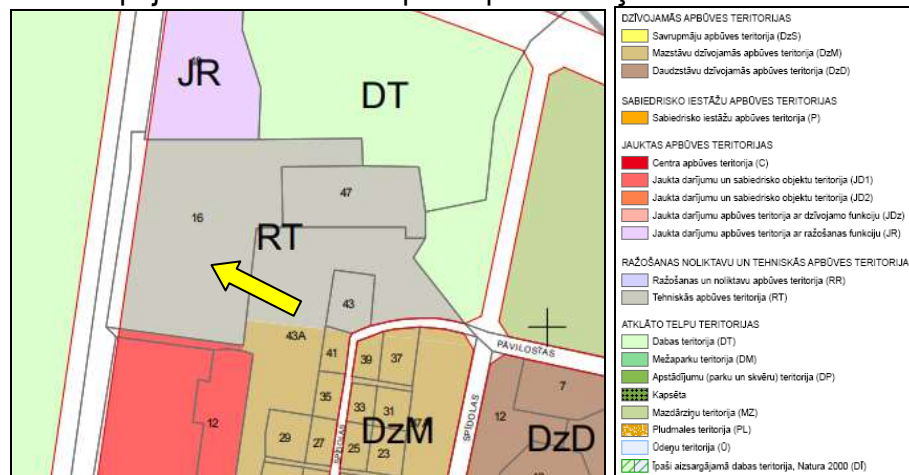 JR
DT
47
16
RT
43
43A
41
39
37
PĀVILOSTAS
35
33
31
7
12
12
DzM
DzD
29
27
25
23
SPĪDOLAS
SPĪDOLAS
DZĪVOJAMĀS APBŪVES TERITORIJAS
Savrupmāju apbūves teritorija (DzS)
Mazstāvu dzīvojamās apbūves teritorija (DzM)
Daudzstāvu dzīvojamās apbūves teritorija (DzD)
SABIEDRISKO IESTĀŽU APBŪVES TERITORIJAS
Sabiedrisko iestāžu apbūves teritorija (P)
JAUKTAS APBŪVES TERITORIJAS
Centra apbūves teritorija (C)
Jaukta darījumu un sabiedrisko objektu teritorija (JD1)
Jaukta darījumu un sabiedrisko objektu teritorija (JD2)
Jaukta darījumu apbūves teritorija ar dzīvojamo funkciju (JDz)
Jaukta darījumu apbūves teritorija ar ražošanas funkciju (JR)
RAŽOŠANAS NOLIKTAVU UN TEHNISKĀS APBŪVES TERITORIJA
Ražošanas un noliktavu apbūves teritorija (RR)
Tehniskās apbūves teritorija (RT)
ATKLĀTO TELPU TERITORIJAS
Dabas teritorija (DT)
Mežaparku teritorija (DM)
Apstādījumu (parku un skvēru) teritorija (DP)
Kapsēta
Mazdārziņu teritorija (MZ)
Pludmales teritorija (PL)
Ūdeņu teritorija (Ū)
Īpaši aizsargājamā dabas teritorija, Natura 2000 (DĪ)